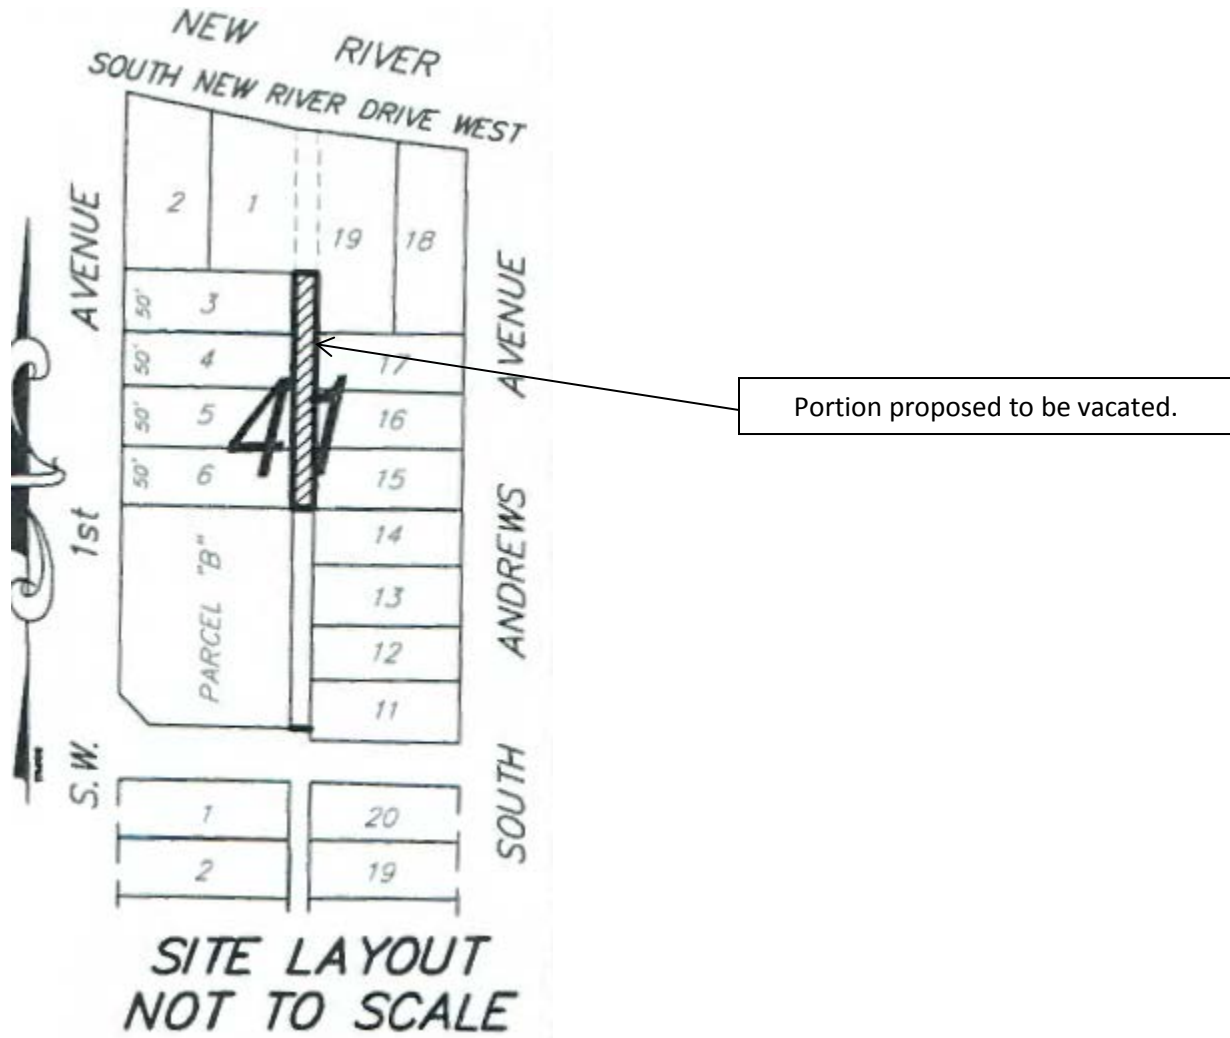 NEW RIVER
SOUTH NEW RIVER DRIVE WEST
S.W. 1st AVENUE
SOUTH ANDREWS AVENUE
2
1
19
18
50' 3
50' 4
17
50' 5
16
41
50' 6
15
14
PARCEL "B"
13
12
11
1
20
2
19
Portion proposed to be vacated.
SITE LAYOUT
NOT TO SCALE